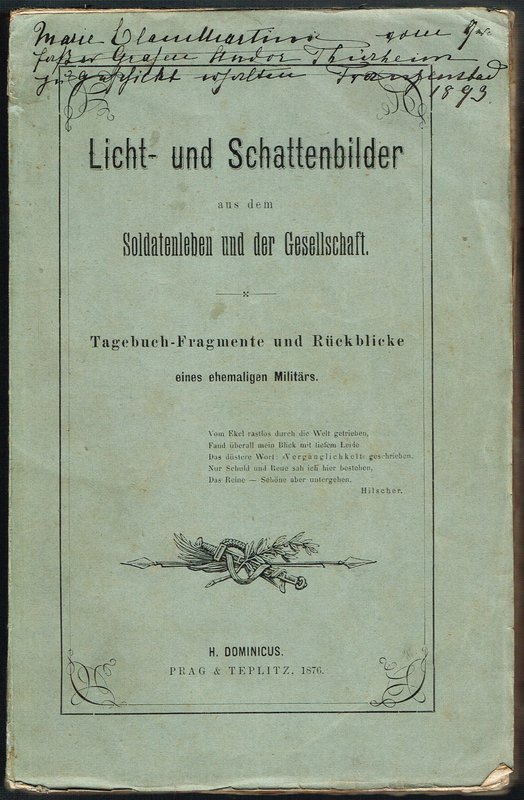 Marie Clam Martinic vom Ver-
fasser Grafen Andor Thürheim
zugeschickt erhalten Franzensbad
1893.
Licht- und Schattenbilder
aus dem
Soldatenleben und der Gesellschaft.
Tagebuch-Fragmente und Rückblicke
eines ehemaligen Militärs.
Vom Ekel rastlos durch die Welt getrieben,
Fand überall mein Blick mit tiefem Leide
Das düstere Wort: »Vergänglichkeit« geschrieben.
Nur Schuld und Reue sah ich hier bestehen,
Das Reine — Schöne aber untergehen.
Hilscher.
H. DOMINICUS.
PRAG & TEPLITZ, 1876.